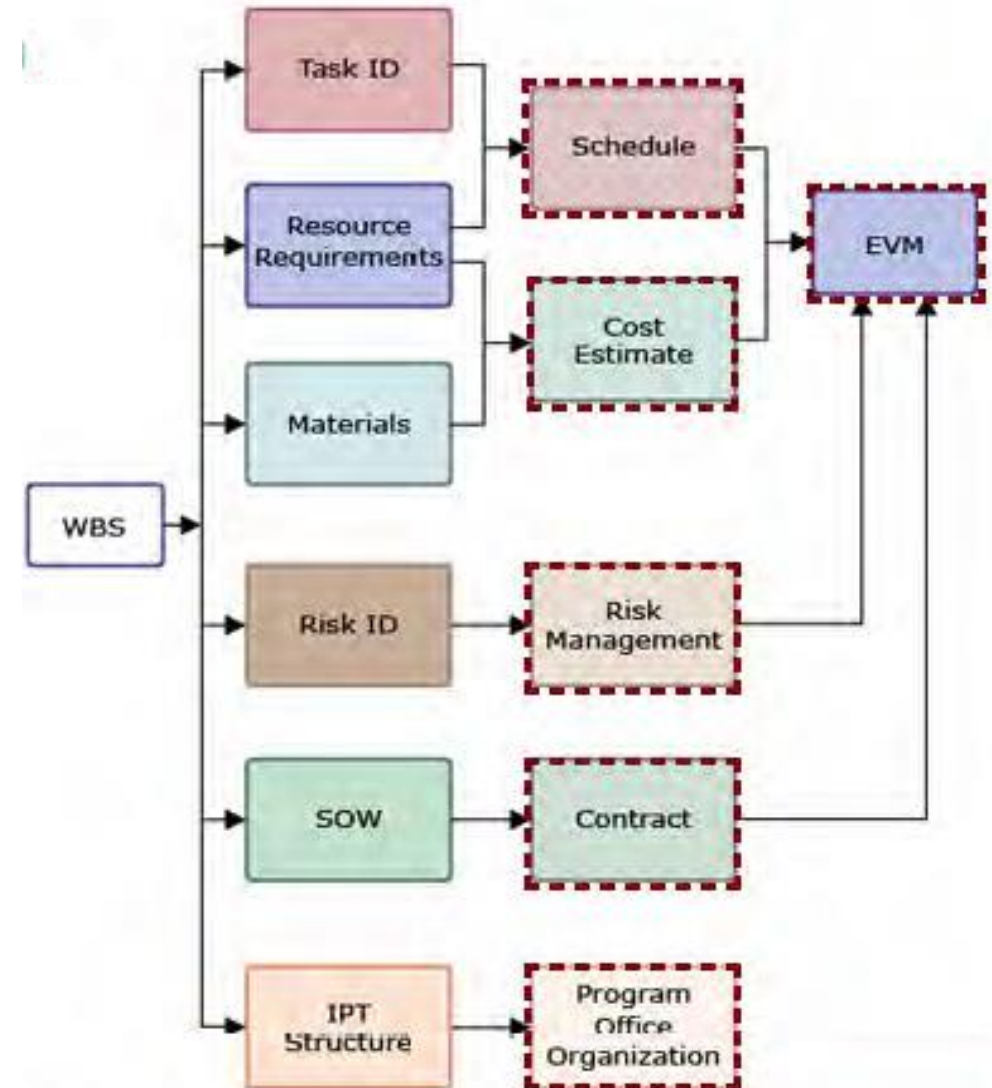 Task ID
Schedule
Resource
Requirements
EVM
Cost
Estimate
Materials
WBS
Risk ID
Risk
Management
SOW
Contract
IPT
Structure
Program
Office
Organization